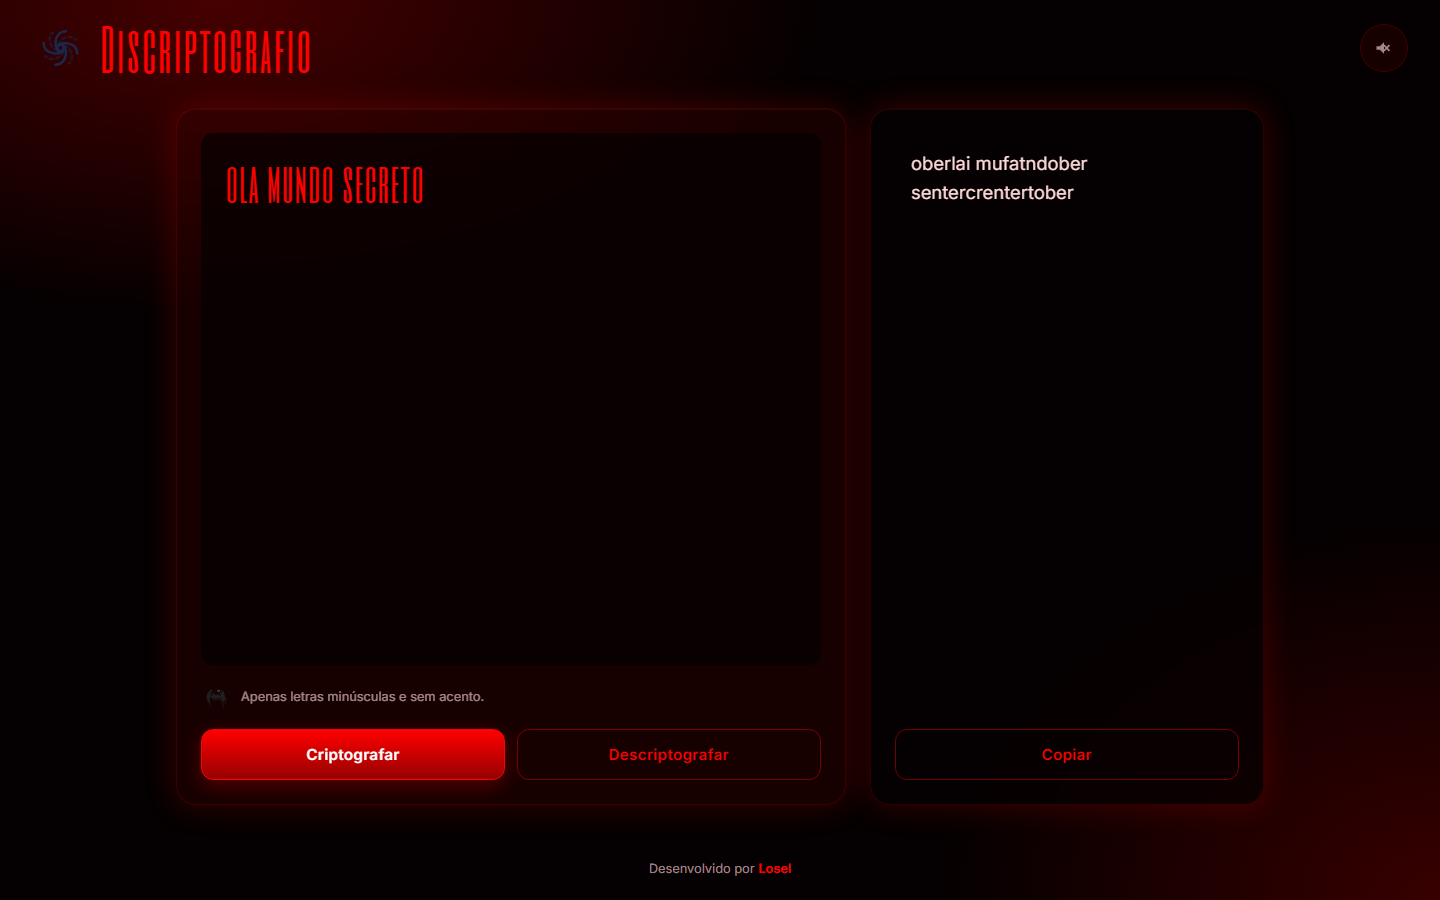 DISCRIPTOGRAFIO
OLA MUNDO SECRETO
oberlai mufatndober
sentercrentertober
Apenas letras minúsculas e sem acento.
Criptografar
Descriptografar
Copiar
Desenvolvido por Losel